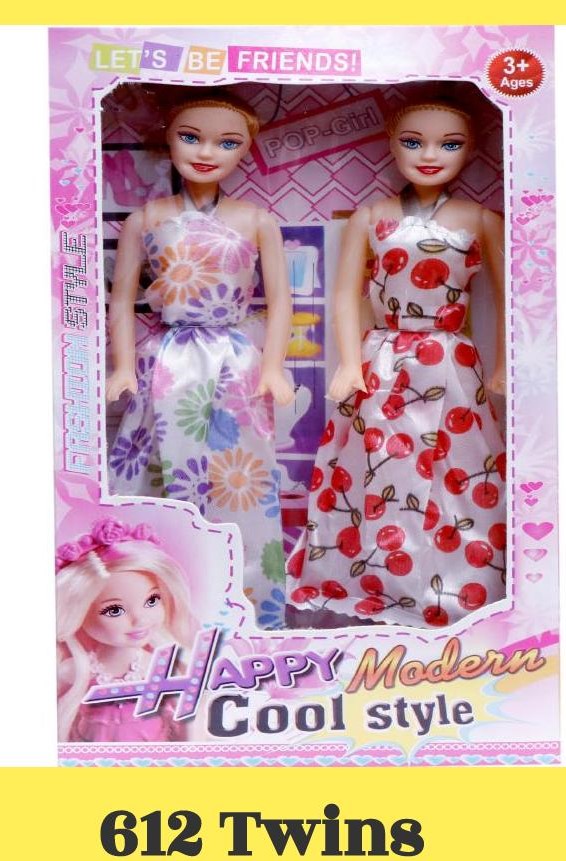 LET'S BE FRIENDS!
3+
Ages
POP-Girl
FASHION STYLE
HAPPY Modern
Cool style
612 Twins